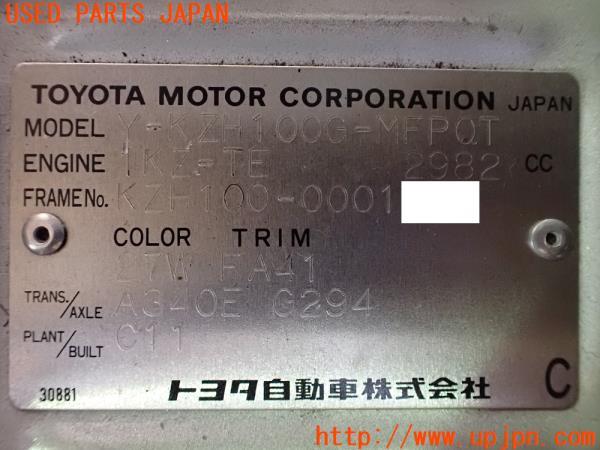 USED PARTS JAPAN
TOYOTA MOTOR CORPORATION JAPAN
MODEL Y-KZH100G-MFPQT
ENGINE 1KZ-TE 2982 CC
FRAME No. KZH100-0001
COLOR TRIM
27W FA41
TRANS./AXLE A340E G294
PLANT/BUILT C11
30881 トヨタ自動車株式会社 C
http://www.upjpn.com/